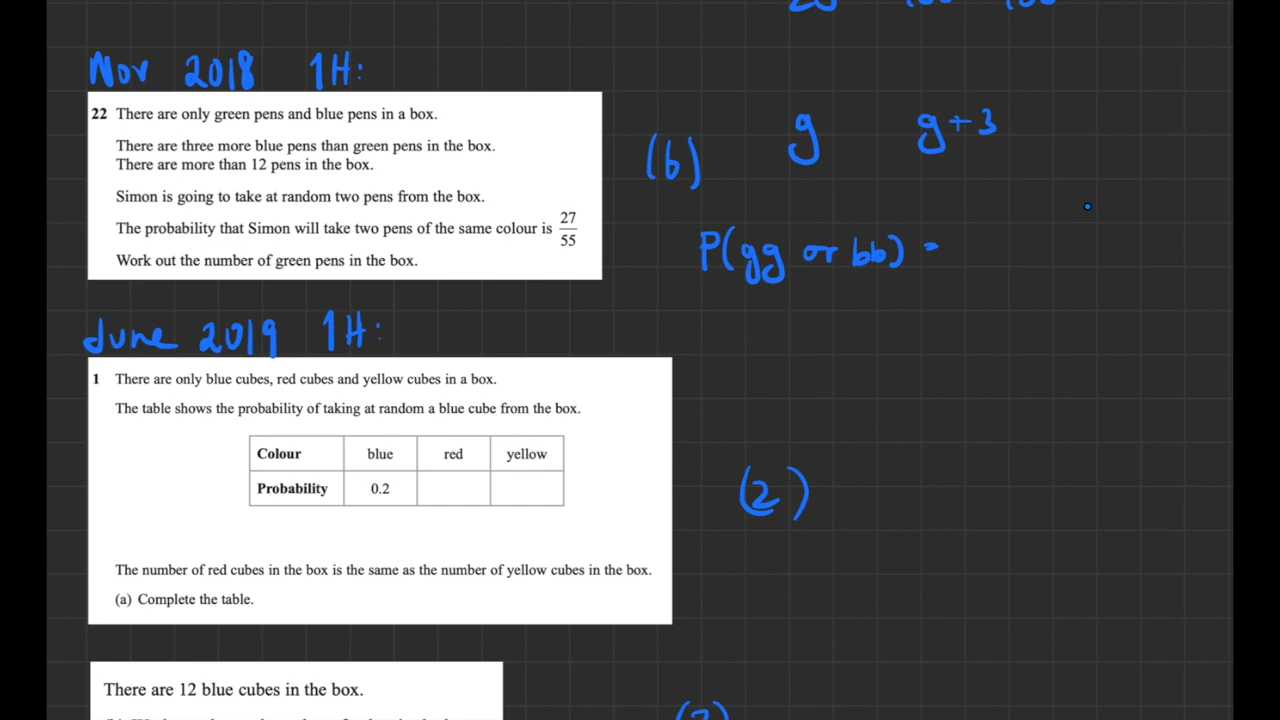 Nov 2018 1H:
22 There are only green pens and blue pens in a box.
There are three more blue pens than green pens in the box.
There are more than 12 pens in the box.
Simon is going to take at random two pens from the box.
The probability that Simon will take two pens of the same colour is 27/55
Work out the number of green pens in the box.
(6) g g+3
P(gg or bb) =
June 2019 1H:
1 There are only blue cubes, red cubes and yellow cubes in a box.
The table shows the probability of taking at random a blue cube from the box.
Colour blue red yellow
Probability 0.2
(2)
The number of red cubes in the box is the same as the number of yellow cubes in the box.
(a) Complete the table.
There are 12 blue cubes in the box.